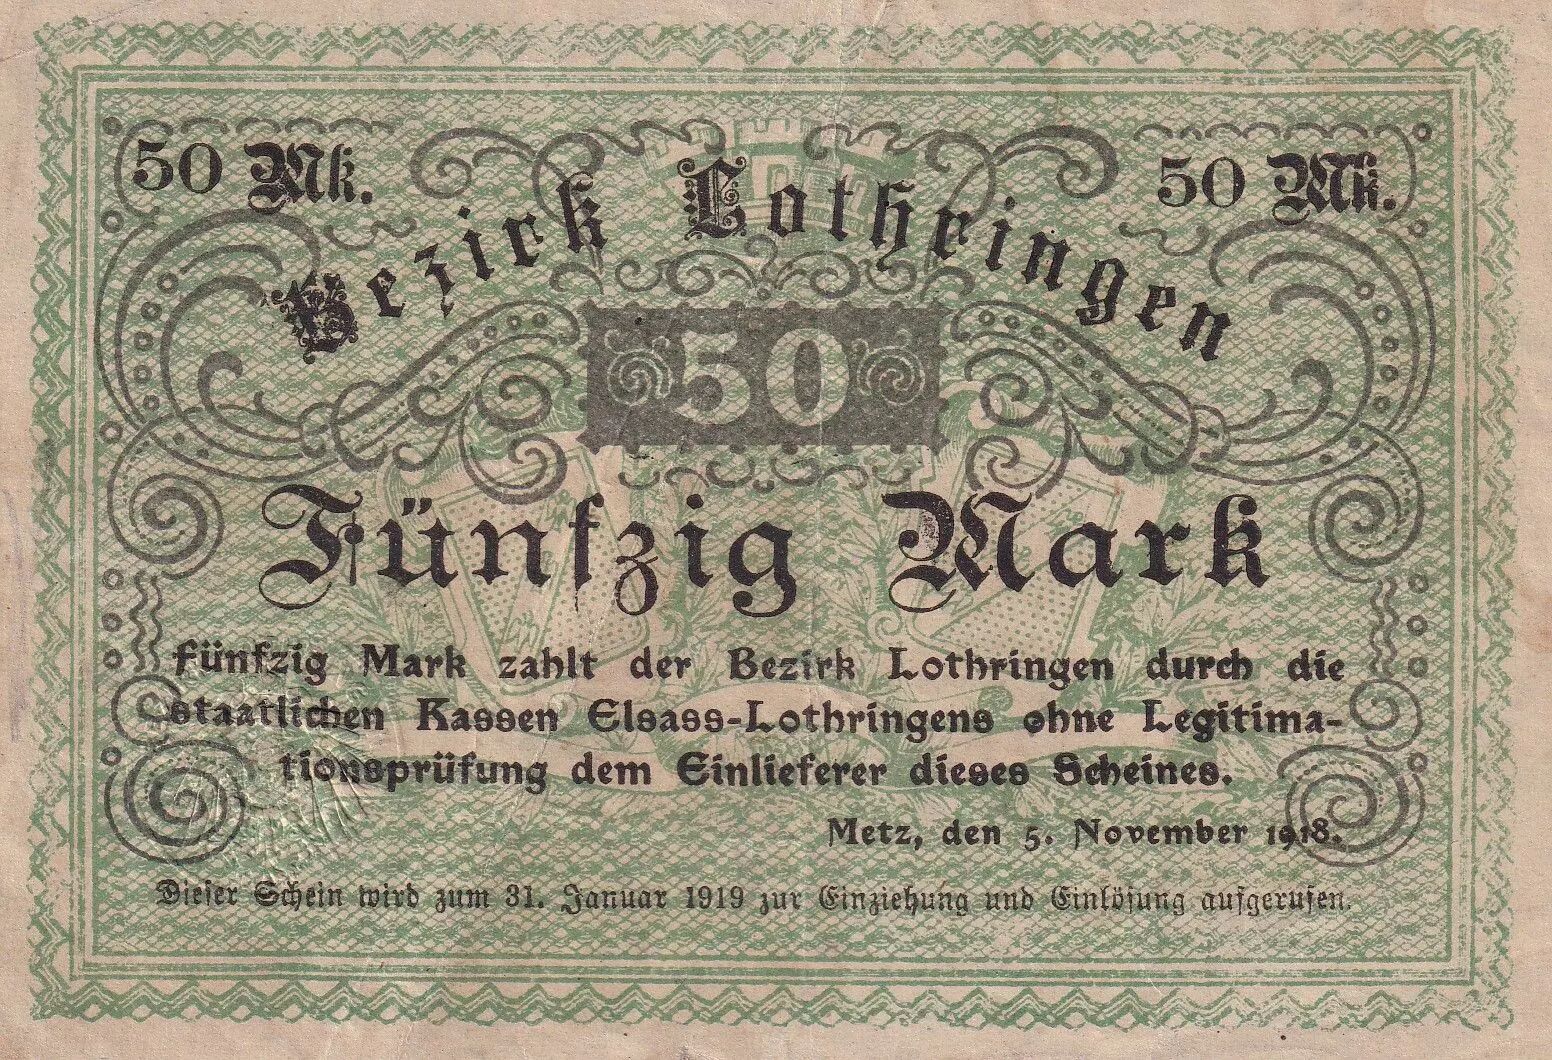 50 Mk.
50 Mk.
Bezirk Lothringen
50
Fünfzig Mark
Fünfzig Mark zahlt der Bezirk Lothringen durch die
staatlichen Kassen Elsass-Lothringens ohne Legitima-
tionsprüfung dem Einlieferer dieses Scheines.
Metz, den 5. November 1918.
Dieser Schein wird zum 31. Januar 1919 zur Einziehung und Einlösung aufgerufen.